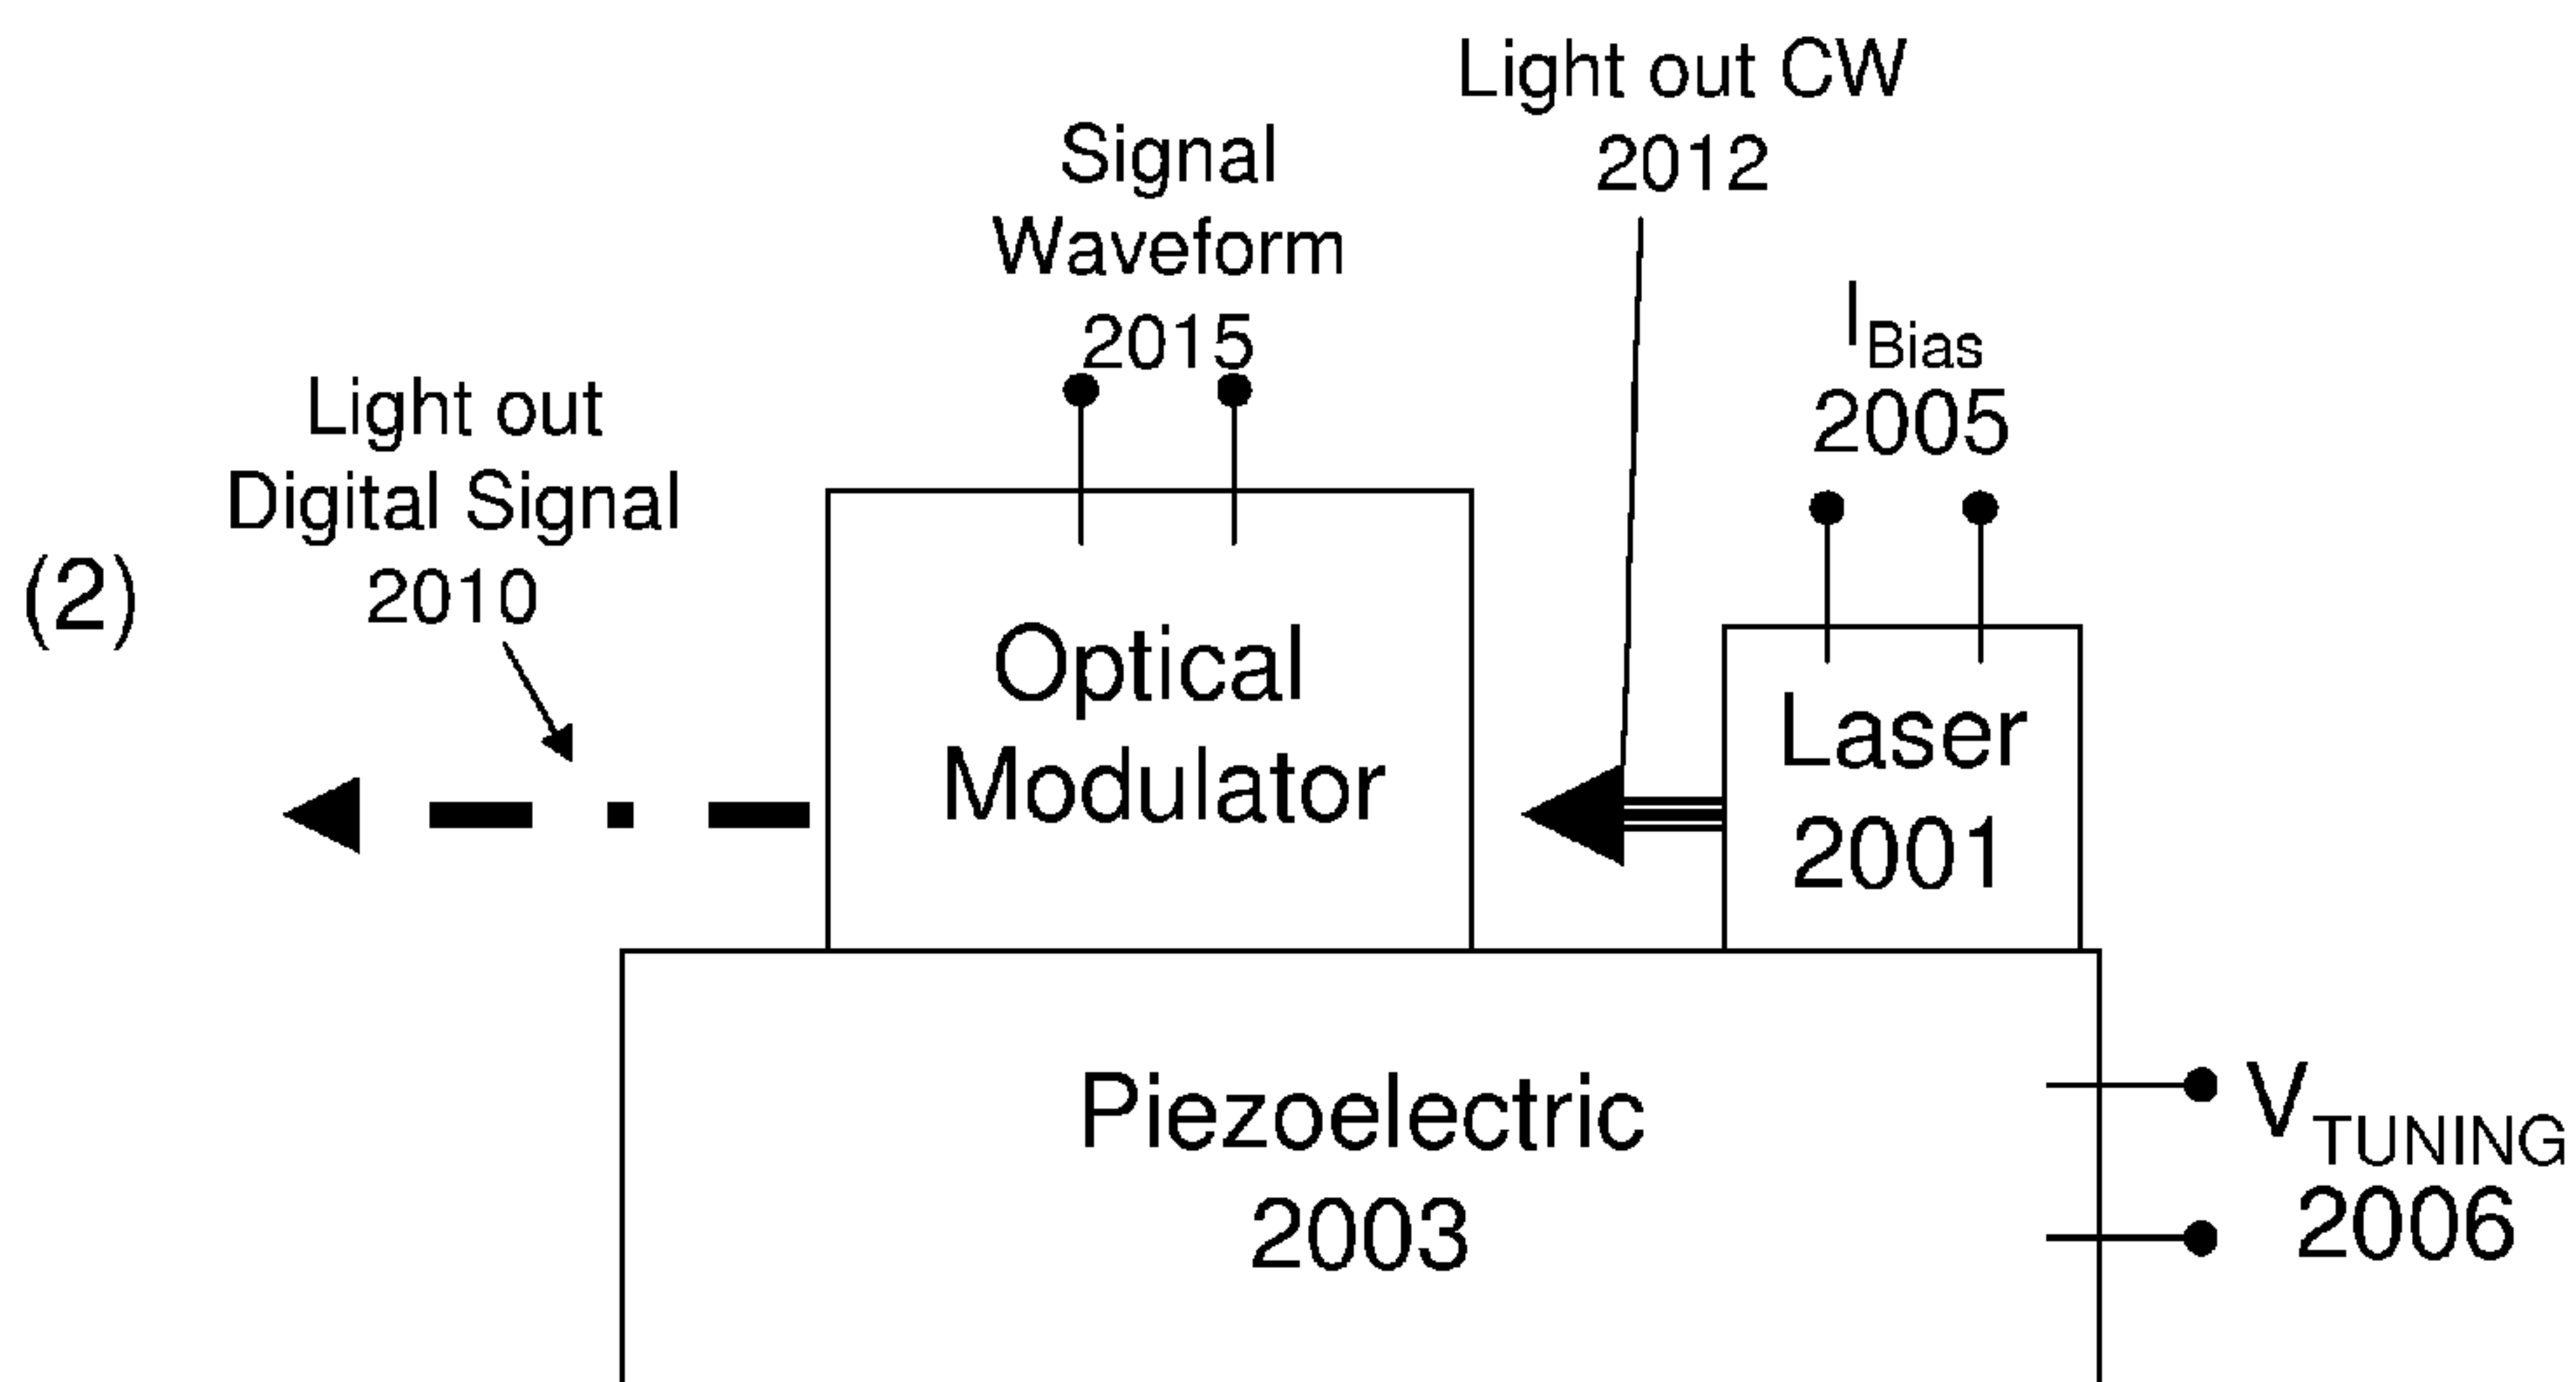 Light out CW
2012
Signal
Waveform
2015
I Bias
2005
Light out
Digital Signal
2010
(2)
Optical
Modulator
Laser
2001
Piezoelectric
2003
V TUNING
2006